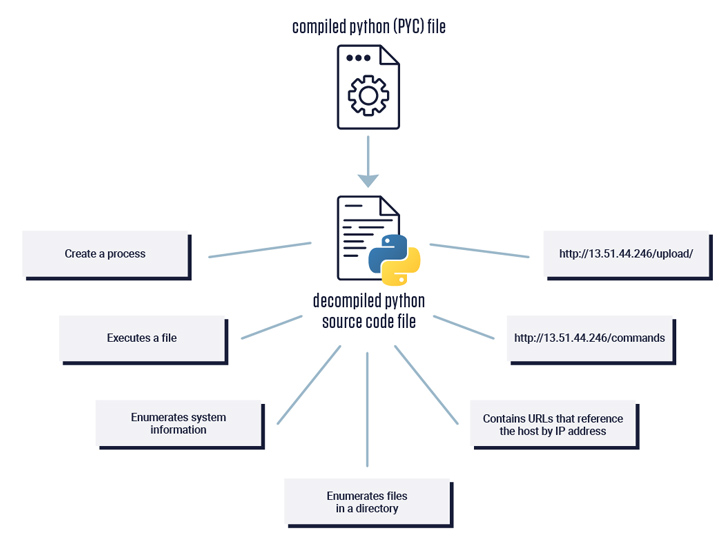 compiled python (PYC) file
decompiled python
source code file
Create a process
http://13.51.44.246/upload/
Executes a file
http://13.51.44.246/commands
Enumerates system
information
Contains URLs that reference
the host by IP address
Enumerates files
in a directory